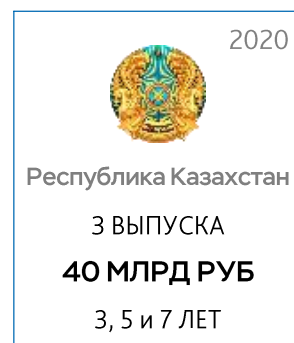 2020
Республика Казахстан
3 ВЫПУСКА
40 МЛРД РУБ
3, 5 и 7 ЛЕТ